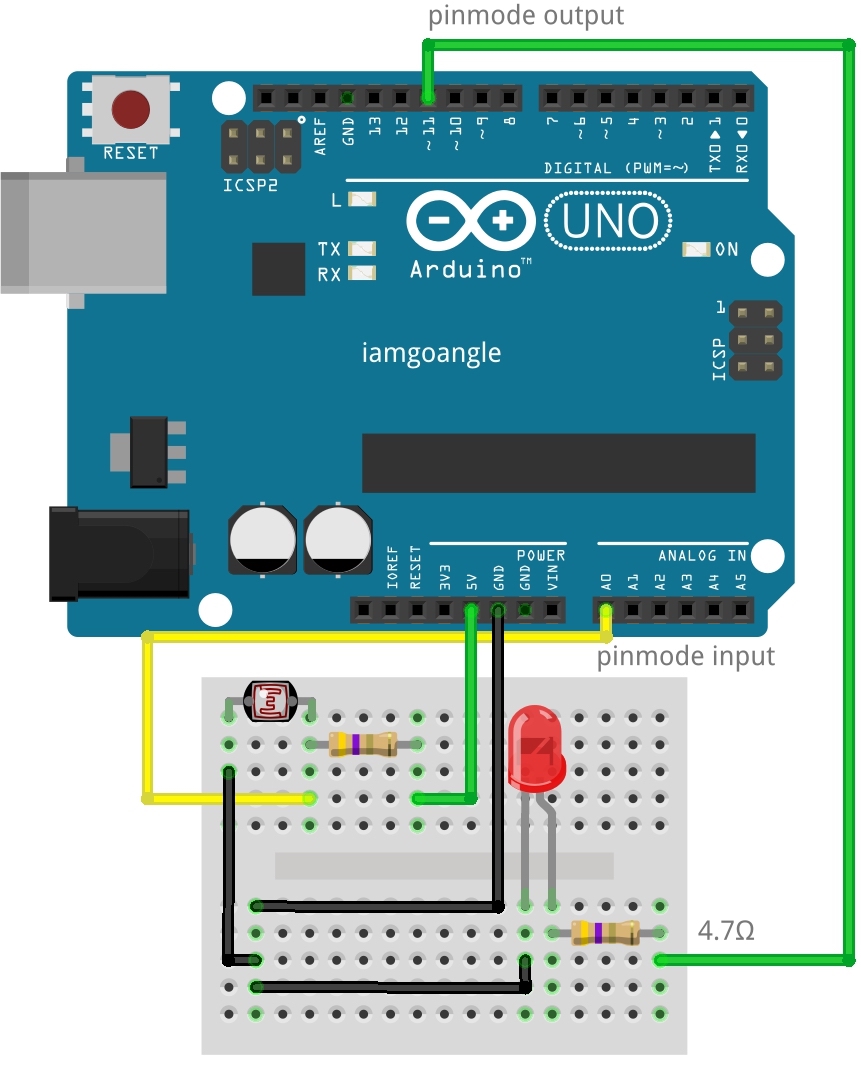 pinmode output
AREF
GND
13
12
~11
~10
~9
8
7
~6
~5
4
~3
2
TX0▶1
RX0◀0
RESET
ICSP2
DIGITAL (PWM=~)
L
TX
RX
UNO
ON
Arduino™
1
ICSP
iamgoangle
IOREF
RESET
3V3
5V
GND
GND
VIN
POWER
ANALOG IN
A0
A1
A2
A3
A4
A5
pinmode input
4.7Ω